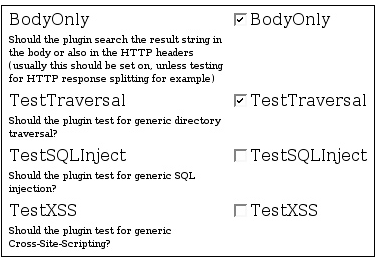 BodyOnly ✔ BodyOnly
Should the plugin search the result string in
the body or also in the HTTP headers
(usually this should be set on, unless testing
for HTTP response splitting for example)
TestTraversal ✔ TestTraversal
Should the plugin test for generic directory
traversal?
TestSQLInject TestSQLInject
Should the plugin test for generic SQL
injection?
TestXSS TestXSS
Should the plugin test for generic
Cross-Site-Scripting?